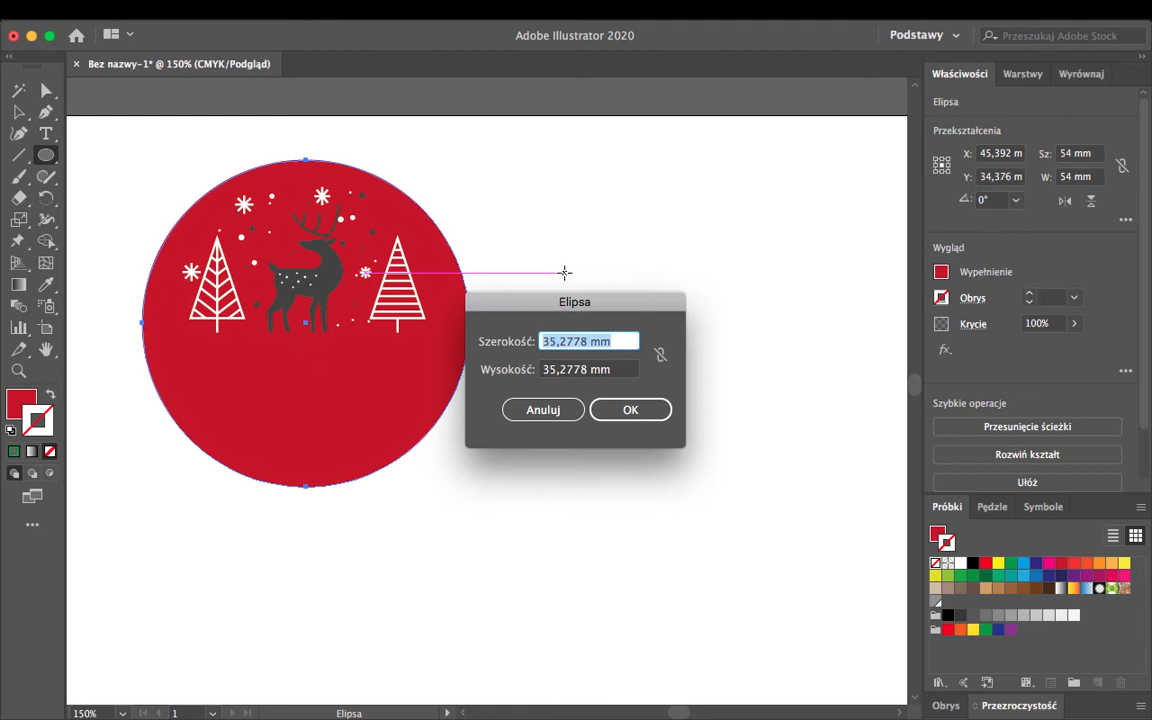 Adobe Illustrator 2020
Podstawy
Przeszukaj Adobe Stock
Bez nazwy-1* @ 150% (CMYK/Podgląd)
Właściwości Warstwy Wyrównaj
Elipsa
Przekształcenia
X: 45,392 m Sz: 54 mm
Y: 34,376 m W: 54 mm
0°
Wygląd
Wypełnienie
Obrys
Krycie 100%
fx.
Szybkie operacje
Przesunięcie ścieżki
Rozwiń kształt
Ułóż
Próbki Pędzle Symbole
Obrys Przezroczystość
Elipsa
Szerokość: 35,2778 mm
Wysokość: 35,2778 mm
Anuluj OK
150% 1 Elipsa